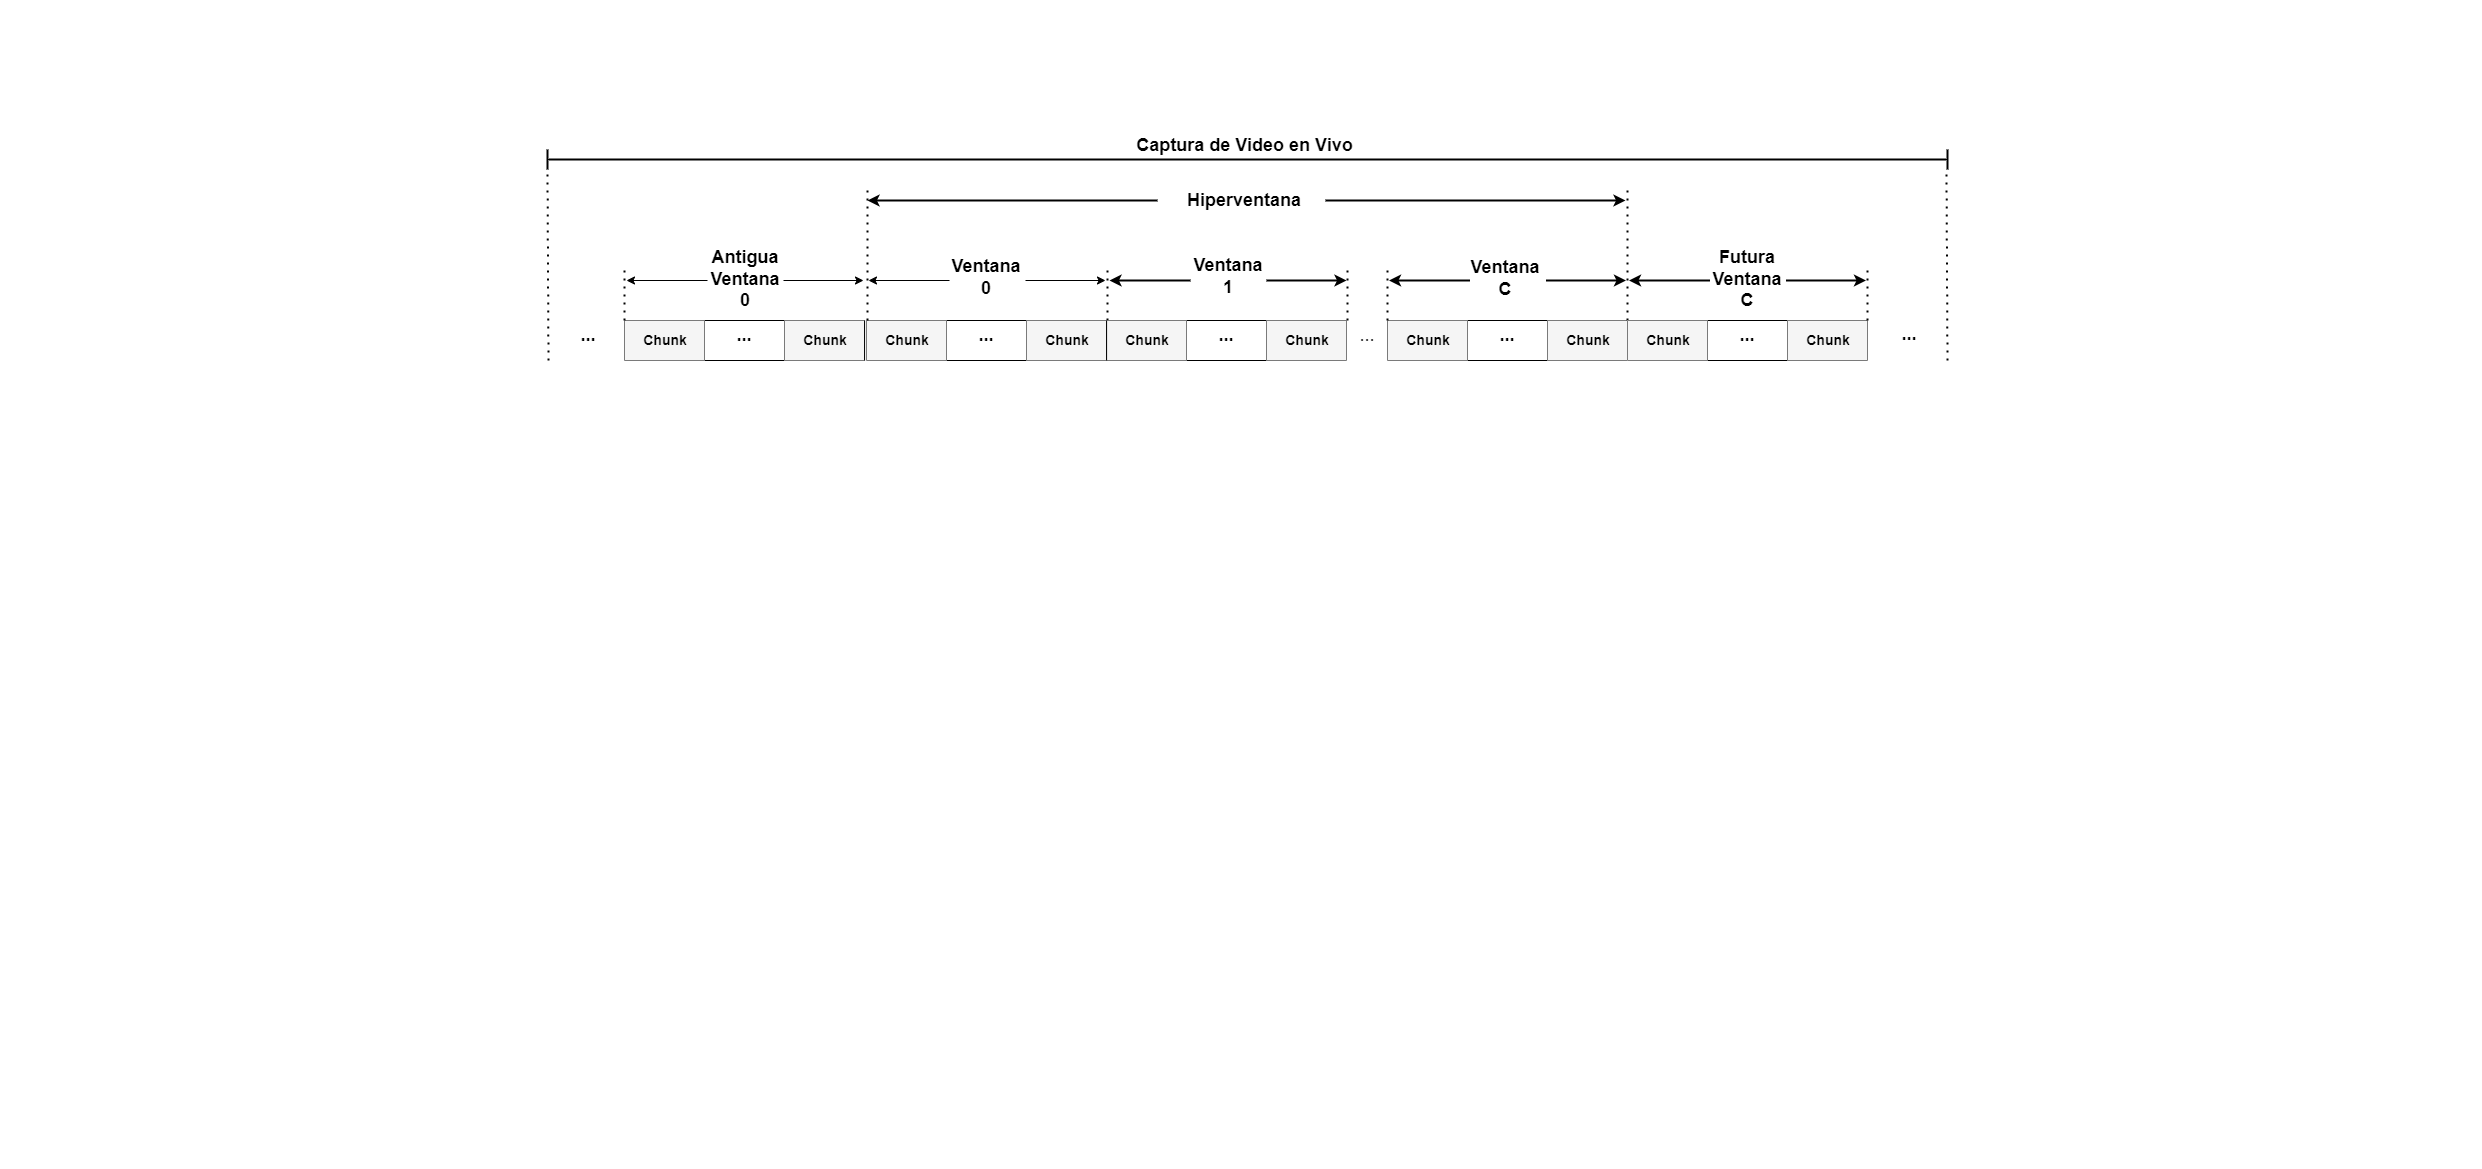 Captura de Video en Vivo
Hiperventana
Antigua
Ventana
0
Ventana
0
Ventana
1
Ventana
C
Futura
Ventana
C
... Chunk ... Chunk Chunk ... Chunk Chunk ... Chunk ... Chunk ... Chunk Chunk ... Chunk ...